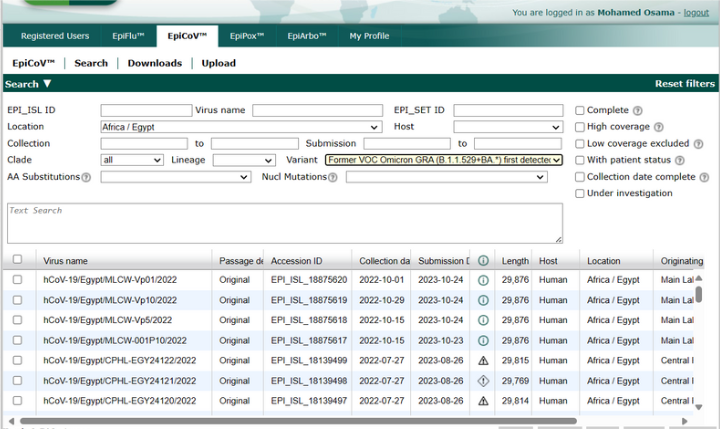 You are logged in as Mohamed Osama - logout
Registered Users EpiFlu™ EpiCoV™ EpiPox™ EpiArbo™ My Profile
EpiCoV™ Search Downloads Upload
Search Reset filters
EPI_ISL ID Virus name EPI_SET ID Complete
Location Africa / Egypt Host High coverage
Collection to Submission to Low coverage excluded
Clade all Lineage Variant Former VOC Omicron GRA (B.1.1.529+BA.*) first detected With patient status
AA Substitutions Nucl Mutations Collection date complete
Under investigation
Text Search
Virus name Passage de Accession ID Collection da Submission D Length Host Location Originating
hCoV-19/Egypt/MLCW-Vp01/2022 Original EPI_ISL_18875620 2022-10-01 2023-10-24 29,876 Human Africa / Egypt Main Lal
hCoV-19/Egypt/MLCW-Vp10/2022 Original EPI_ISL_18875619 2022-10-29 2023-10-24 29,876 Human Africa / Egypt Main Lal
hCoV-19/Egypt/MLCW-Vp5/2022 Original EPI_ISL_18875618 2022-10-15 2023-10-24 29,876 Human Africa / Egypt Main Lal
hCoV-19/Egypt/MLCW-001P10/2022 Original EPI_ISL_18875617 2022-10-15 2023-10-23 29,876 Human Africa / Egypt Main Lal
hCoV-19/Egypt/CPHL-EGY24122/2022 Original EPI_ISL_18139499 2022-07-27 2023-08-26 29,815 Human Africa / Egypt Central
hCoV-19/Egypt/CPHL-EGY24121/2022 Original EPI_ISL_18139498 2022-07-27 2023-08-26 29,769 Human Africa / Egypt Central
hCoV-19/Egypt/CPHL-EGY24120/2022 Original EPI_ISL_18139497 2022-07-27 2023-08-26 29,814 Human Africa / Egypt Central